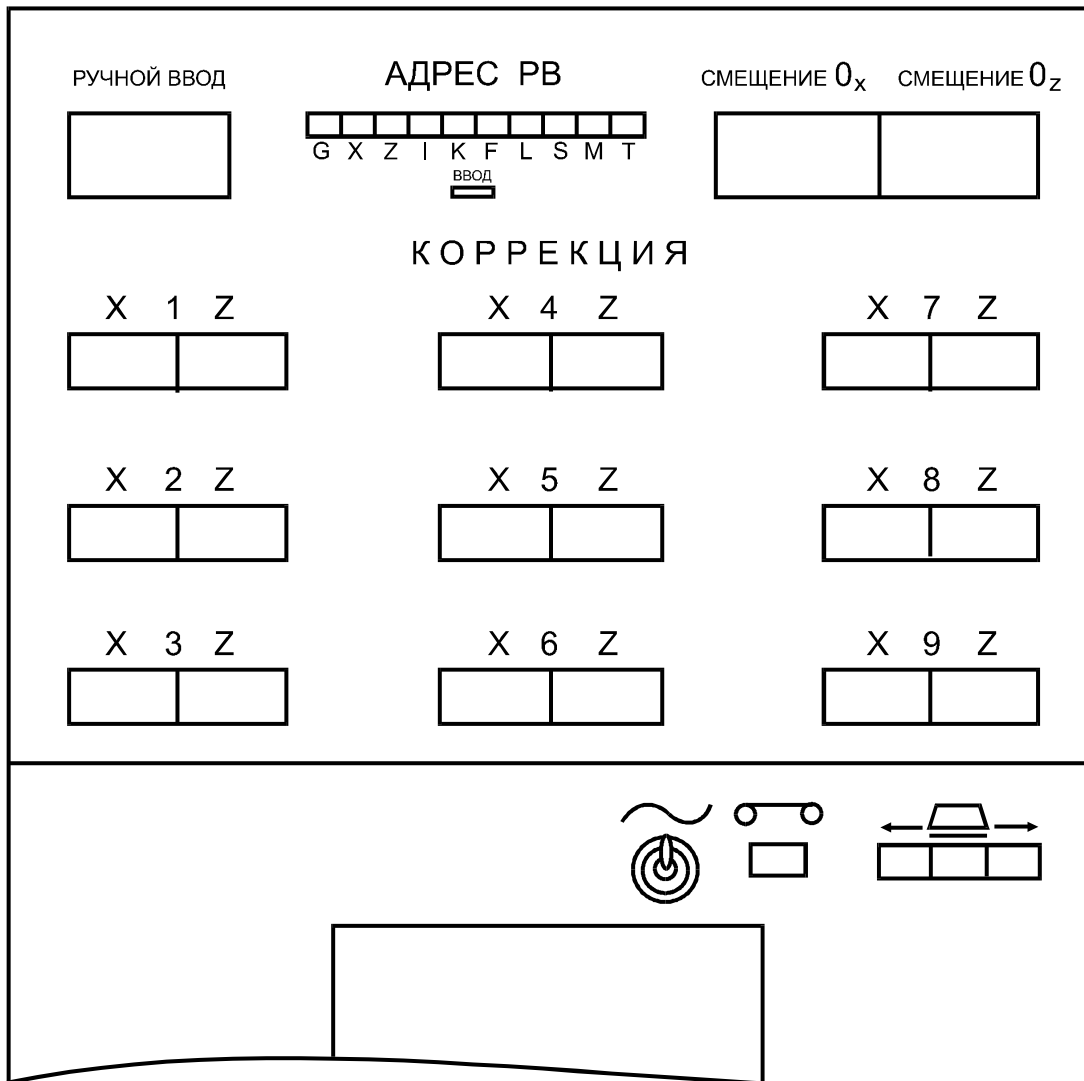 РУЧНОЙ ВВОД АДРЕС РВ СМЕЩЕНИЕ 0x СМЕЩЕНИЕ 0z
G X Z I K F L S M T
ВВОД
КОРРЕКЦИЯ
X 1 Z X 4 Z X 7 Z
X 2 Z X 5 Z X 8 Z
X 3 Z X 6 Z X 9 Z